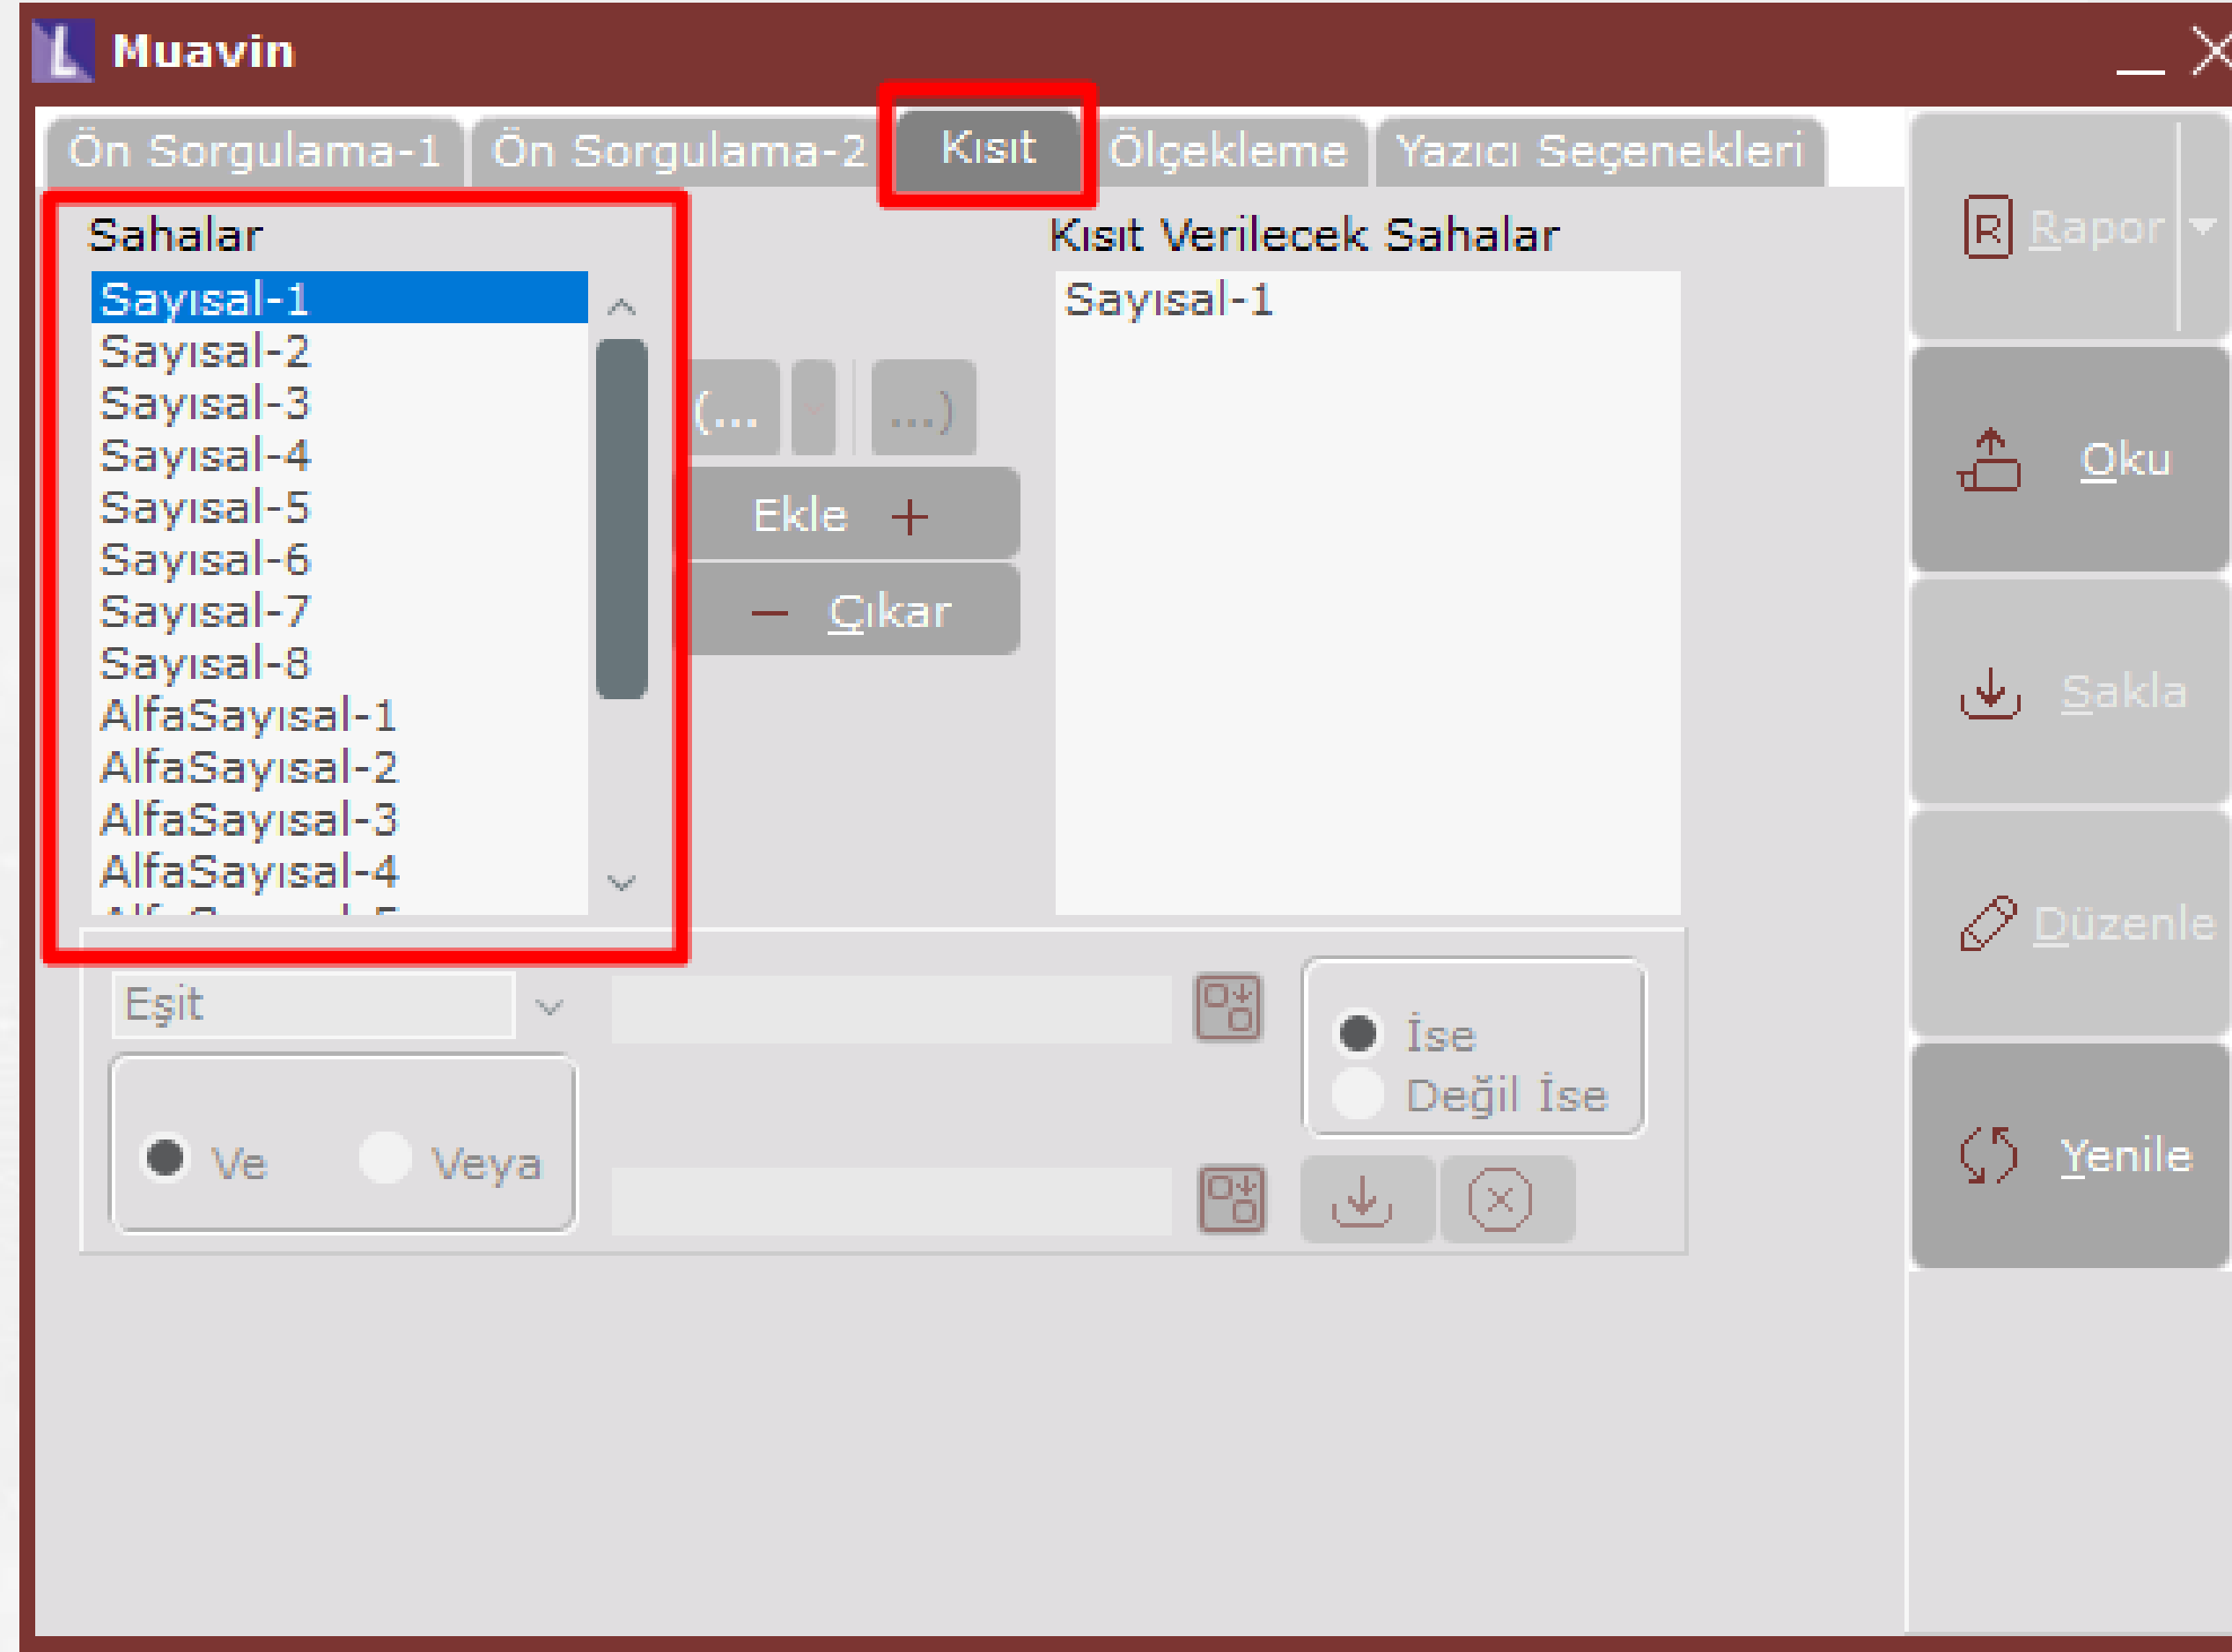 Muavin
Ön Sorgulama-1 Ön Sorgulama-2 Kısıt Ölçekleme Yazıcı Seçenekleri
Sahalar
Sayısal-1
Sayısal-2
Sayısal-3
Sayısal-4
Sayısal-5
Sayısal-6
Sayısal-7
Sayısal-8
AlfaSayısal-1
AlfaSayısal-2
AlfaSayısal-3
AlfaSayısal-4
(... ...)
Ekle +
− Çıkar
Kısıt Verilecek Sahalar
Sayısal-1
Eşit
İse
Değil İse
Ve Veya
R Rapor
Oku
Sakla
Düzenle
Yenile